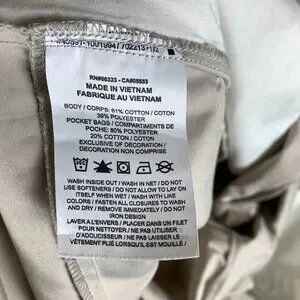 RN#56323 - CA#05553
MADE IN VIETNAM
FABRIQUE AU VIETNAM
BODY / CORPS: 61% COTTON / COTON
39% POLYESTER
POCKET BAGS / COMPARTIMENTS DE
POCHE: 80% POLYESTER
20% COTTON / COTON
EXCLUSIVE OF DECORATION /
DECORATION NON COMPRISE
WASH INSIDE OUT / WASH IN NET / DO NOT
USE SOFTENERS / DO NOT ALLOW TO LAY ON
ITSELF WHEN WET / WASH WITH LIKE
COLORS / FASTEN ALL CLOSURES TO WASH
AND DRY / REMOVE IMMEDIATELY / DO NOT
IRON DESIGN
LAVER A L'ENVERS / PLACER DANS UN FILET
POUR NETTOYER / NE PAS UTILISER
D'ADOUCISSEUR / NE PAS LAISSER LE
VÊTEMENT PLIÉ LORSQU'IL EST MOUILLÉ /